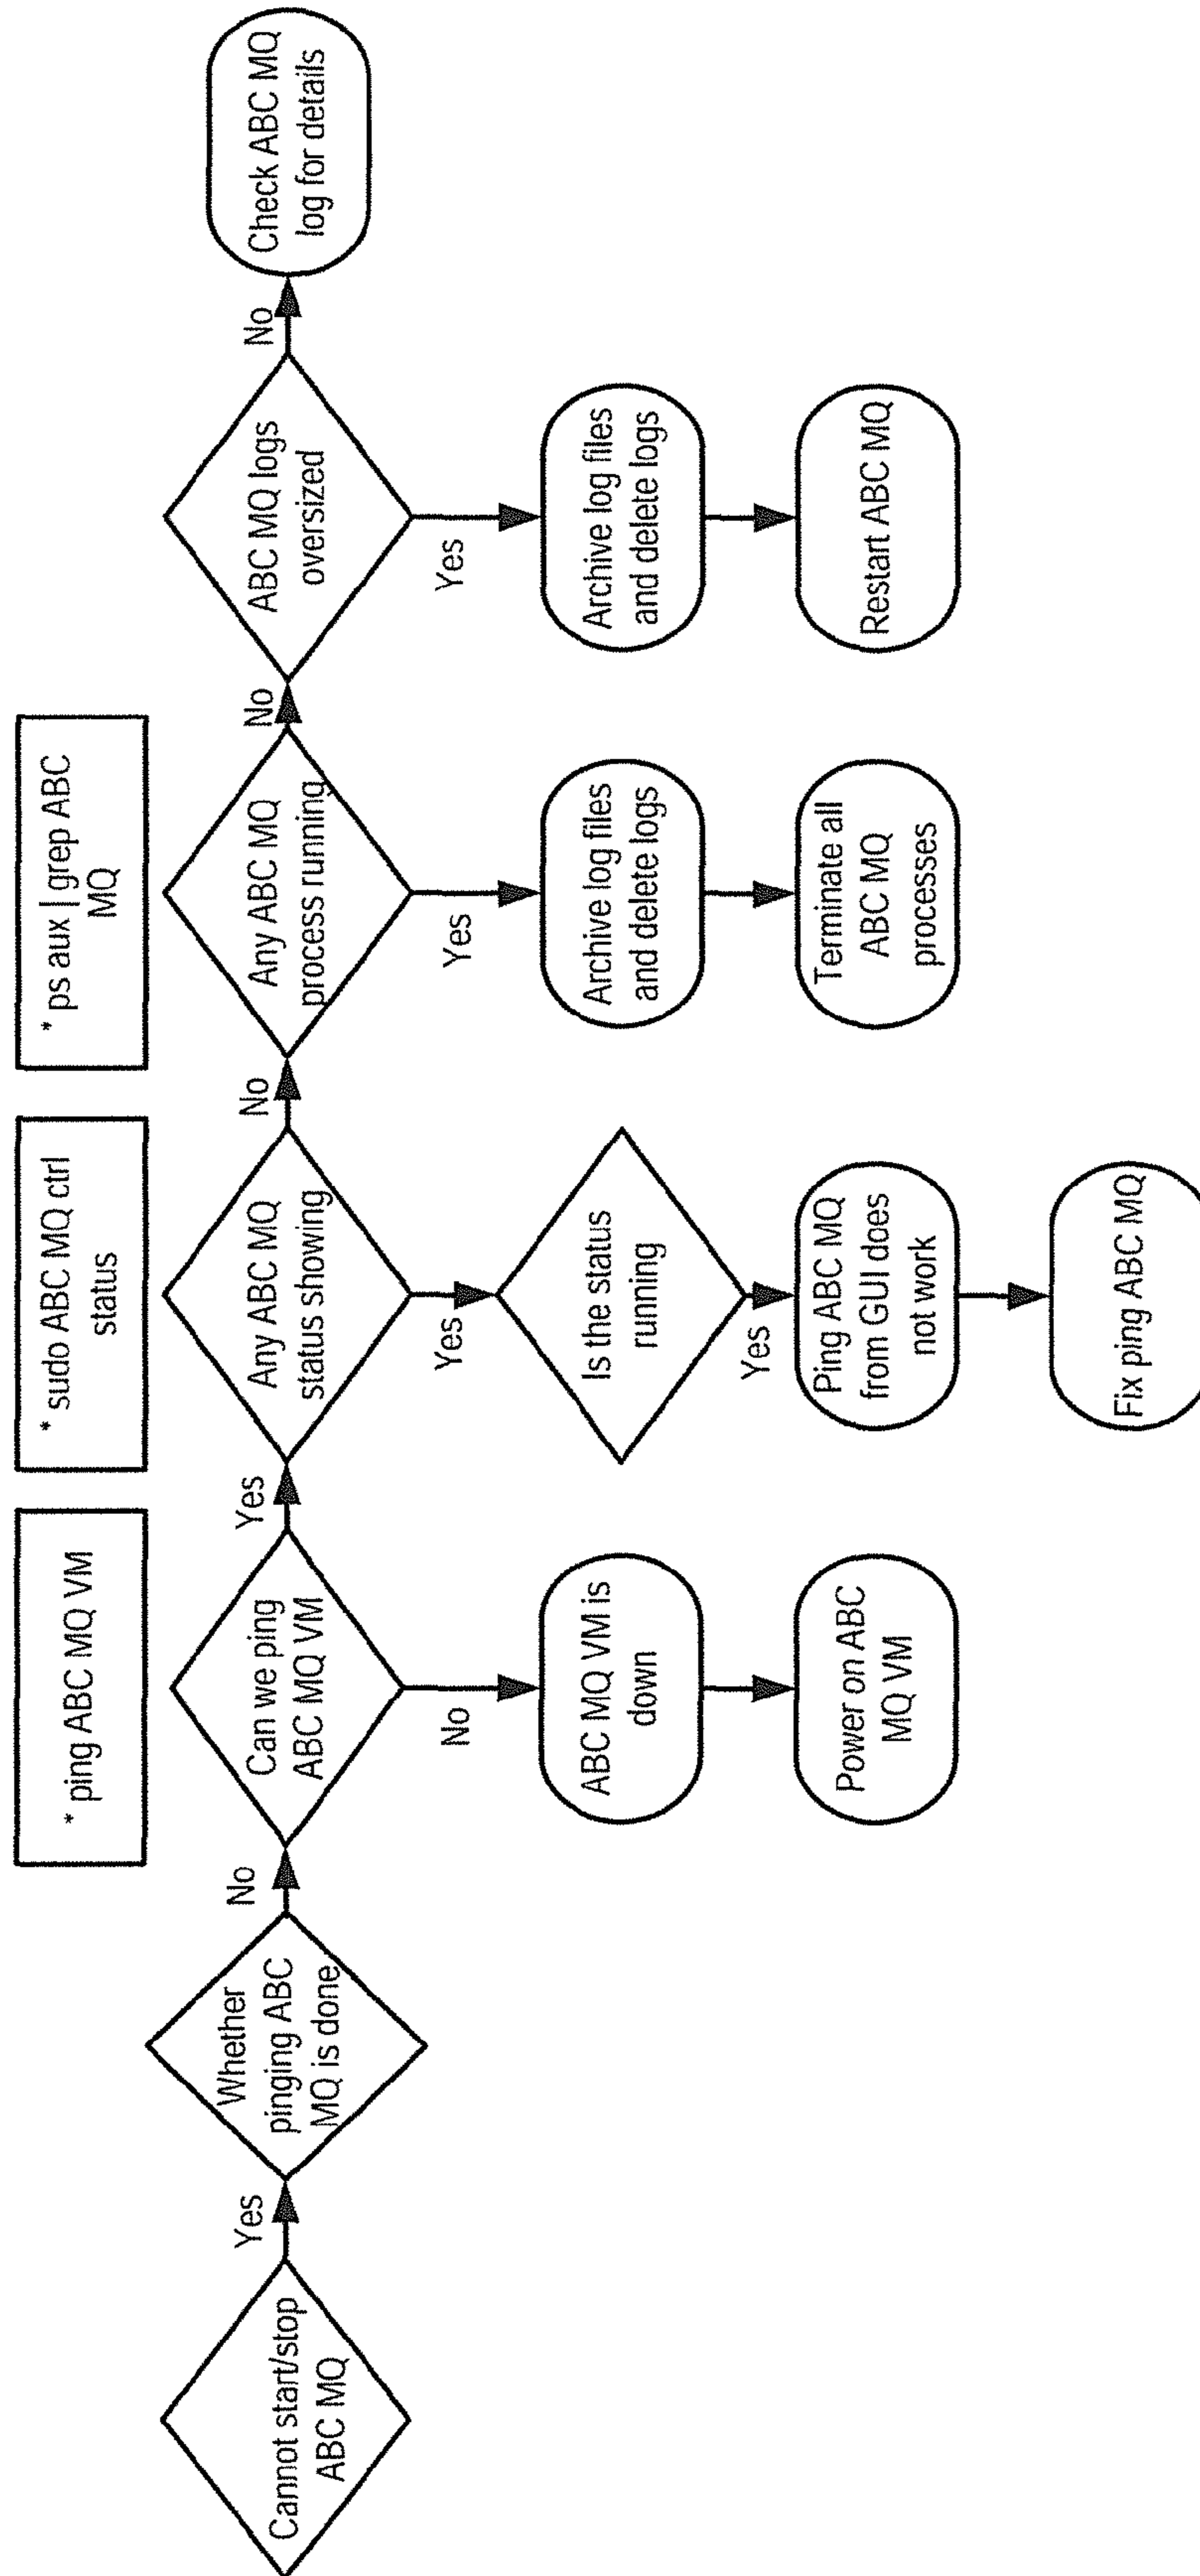 * ping ABC MQ VM
* sudo ABC MQ ctrl
status
* ps aux | grep ABC
MQ
Cannot start/stop
ABC MQ
Yes
Whether
pinging ABC
MQ is done
No
Can we ping
ABC MQ VM
Yes
Any ABC MQ
status showing
No
Any ABC MQ
process running
No
ABC MQ logs
oversized
No
Check ABC MQ
log for details
No
ABC MQ VM is
down
Power on ABC
MQ VM
Yes
Is the status
running
Yes
Ping ABC MQ
from GUI does
not work
Fix ping ABC MQ
Yes
Archive log files
and delete logs
Terminate all
ABC MQ
processes
Yes
Archive log files
and delete logs
Restart ABC MQ